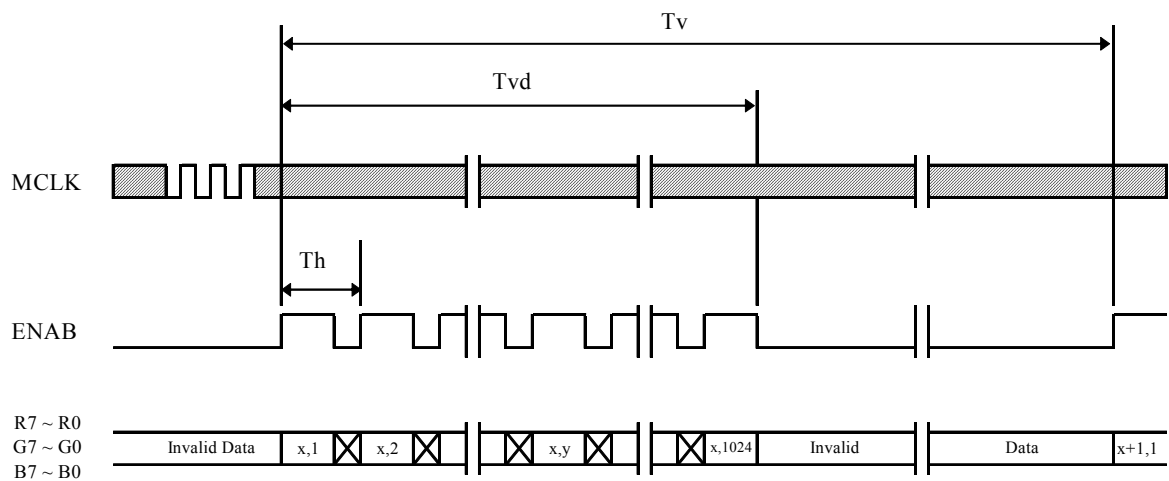 Tv
Tvd
MCLK
Th
ENAB
R7 ~ R0
G7 ~ G0
B7 ~ B0
Invalid Data
x,1
x,2
x,y
x,1024
Invalid
Data
x+1,1